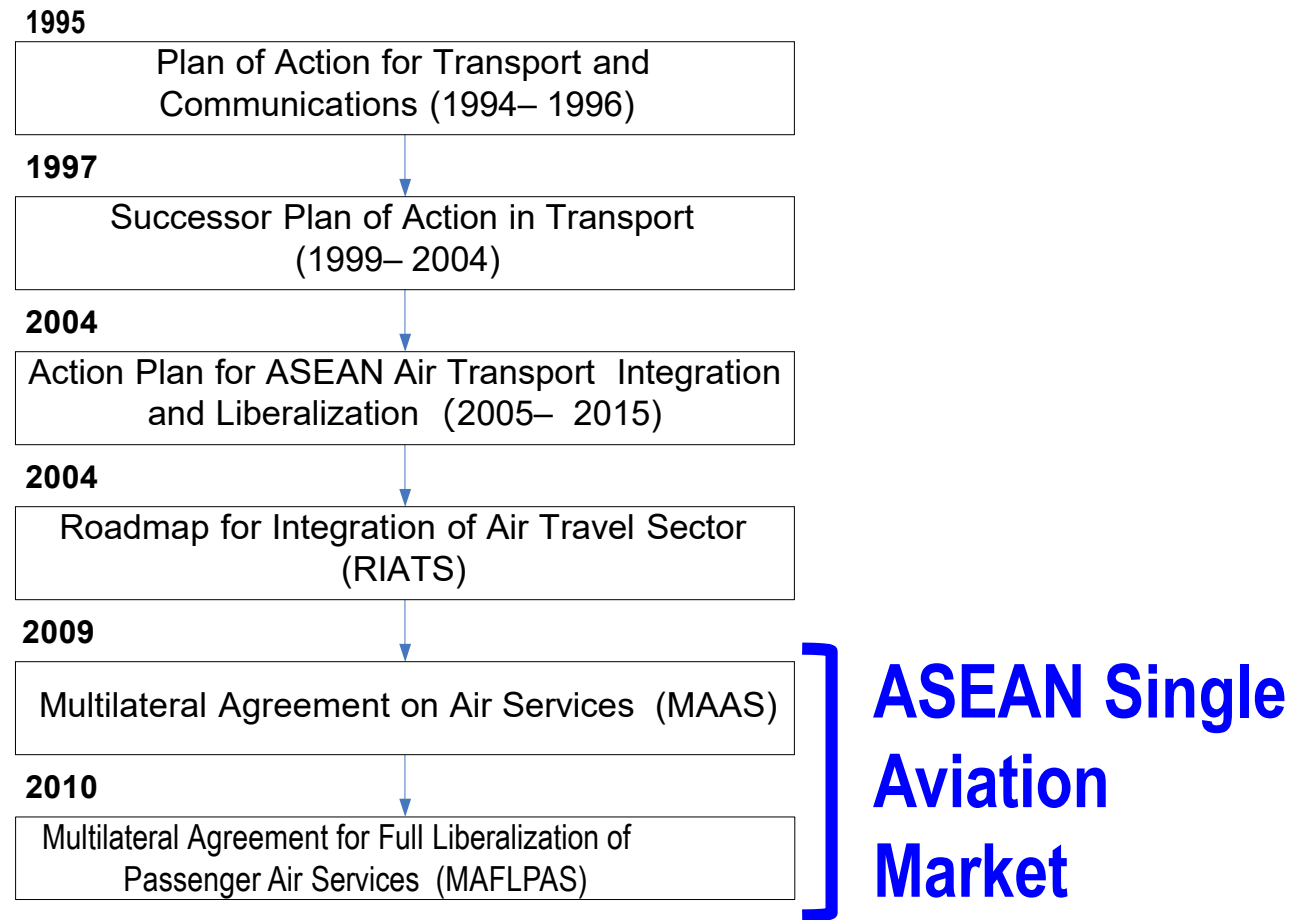 1995
Plan of Action for Transport and
Communications (1994– 1996)
1997
Successor Plan of Action in Transport
(1999– 2004)
2004
Action Plan for ASEAN Air Transport Integration
and Liberalization (2005– 2015)
2004
Roadmap for Integration of Air Travel Sector
(RIATS)
2009
Multilateral Agreement on Air Services (MAAS)
2010
Multilateral Agreement for Full Liberalization of
Passenger Air Services (MAFLPAS)
ASEAN Single
Aviation
Market